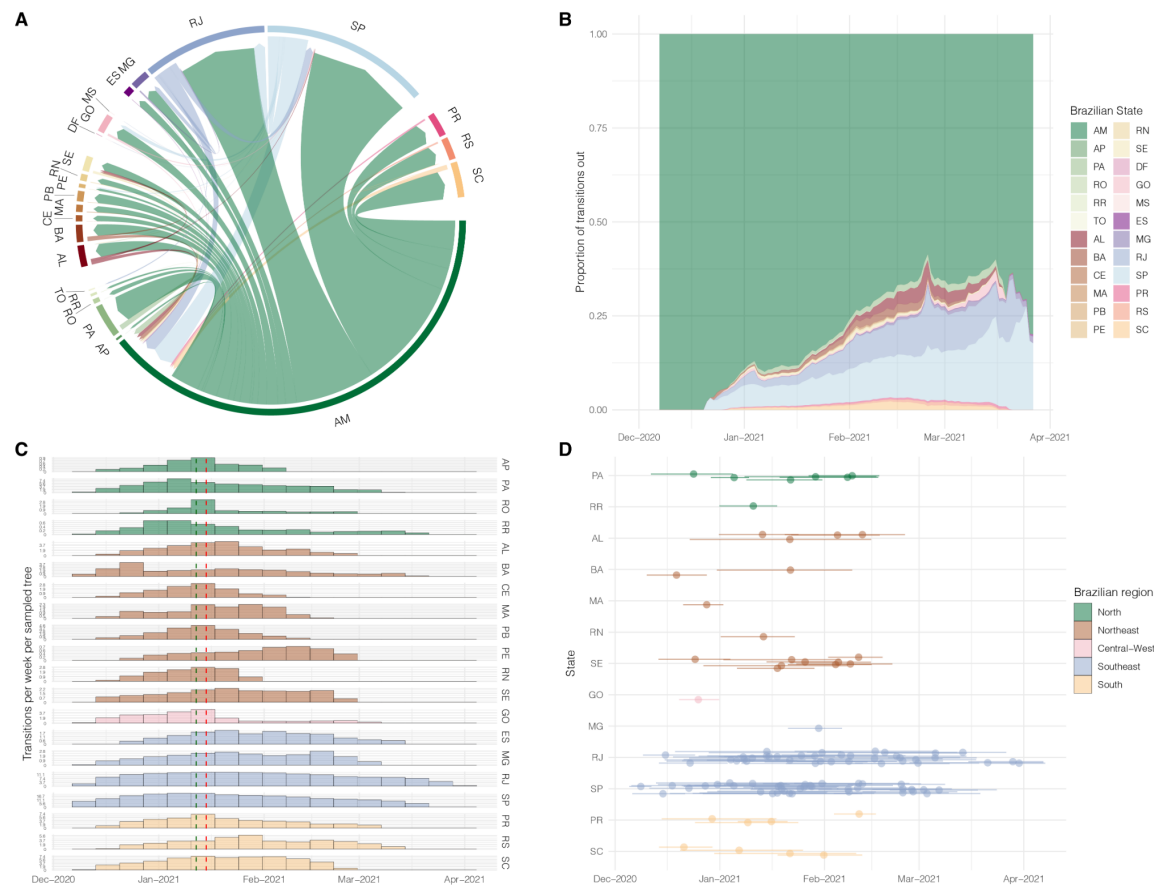 A
RJ
SP
ES MG
MS
GO
DF
SE
RN
PE
PB
MA
CE
BA
AL
TO
RR
RO
PA
AP
AM
PR
RS
SC
B
Proportion of transitions out
1.00
0.75
0.50
0.25
0.00
Dec−2020 Jan−2021 Feb−2021 Mar−2021 Apr−2021
Brazilian State
AM RN
AP SE
PA DF
RO GO
RR MS
TO ES
AL MG
BA RJ
CE SP
MA PR
PB RS
PE SC
C
Transitions per week per sampled tree
AP
PA
RO
RR
AL
BA
CE
MA
PB
PE
RN
SE
GO
ES
MG
RJ
SP
PR
RS
SC
Dec−2020 Jan−2021 Feb−2021 Mar−2021 Apr−2021
D
State
PA
RR
AL
BA
MA
RN
SE
GO
MG
RJ
SP
PR
SC
Dec−2020 Jan−2021 Feb−2021 Mar−2021 Apr−2021
Brazilian region
North
Northeast
Central−West
Southeast
South